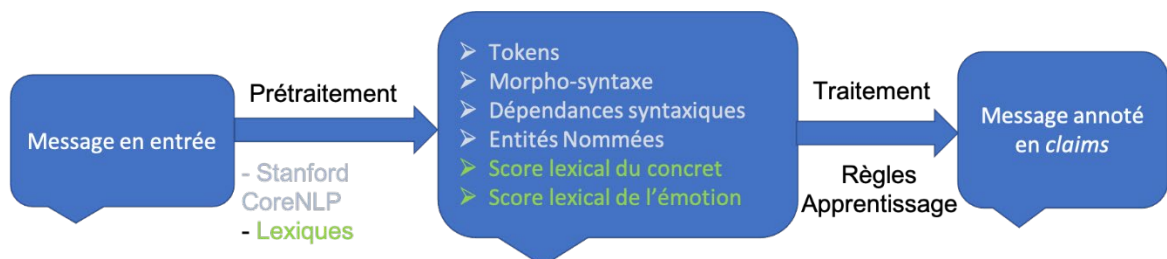 Message en entrée
Prétraitement
- Stanford
CoreNLP
- Lexiques
➢ Tokens
➢ Morpho-syntaxe
➢ Dépendances syntaxiques
➢ Entités Nommées
➢ Score lexical du concret
➢ Score lexical de l'émotion
Traitement
Règles
Apprentissage
Message annoté
en claims